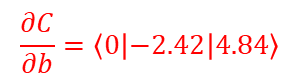 ∂C/∂b = ⟨0|−2.42|4.84⟩